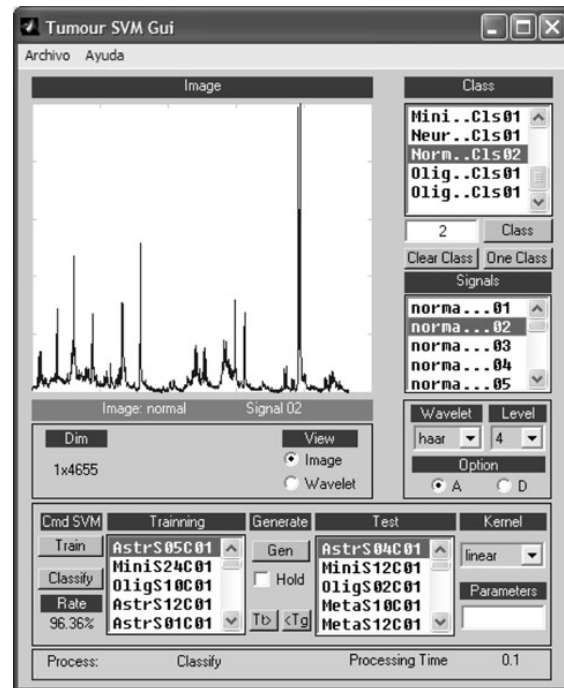 Tumour SVM Gui
Archivo Ayuda
Image
Class
Mini..Cls01
Neur..Cls01
Norm..Cls02
Olig..Cls01
Olig..Cls01
2 Class
Clear Class One Class
Signals
norma...01
norma...02
norma...03
norma...04
norma...05
Image: normal Signal 02
Dim
1x4655
View
Image
Wavelet
Wavelet Level
haar 4
Option
A D
Cmd SVM
Train
Classify
Rate
96.36%
Trainning
AstrS05C01
MiniS24C01
OligS10C01
AstrS12C01
AstrS01C01
Generate
Gen
Hold
Tt> <Tg
Test
AstrS04C01
MiniS12C01
OligS02C01
MetaS10C01
MetaS12C01
Kernel
linear
Parameters
Process: Classify Processing Time 0.1